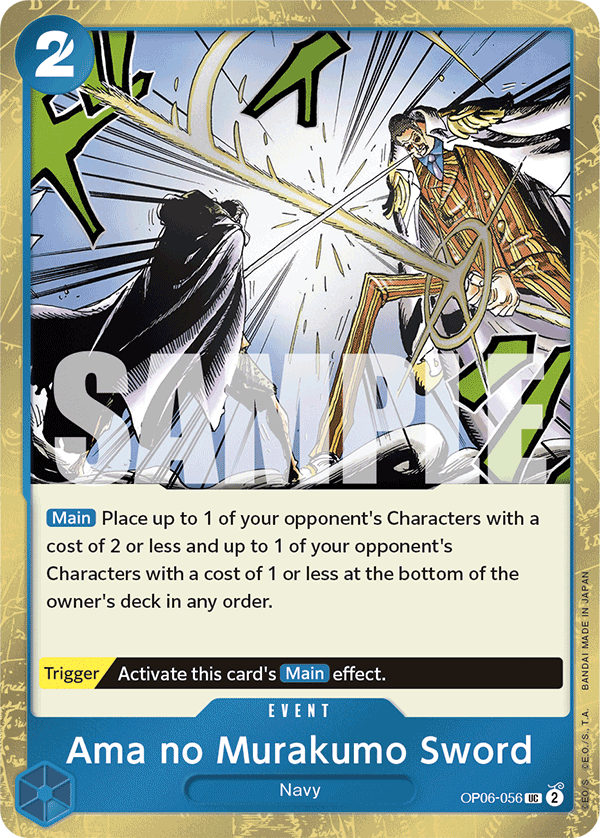 2
SAMPLE
Main Place up to 1 of your opponent's Characters with a
cost of 2 or less and up to 1 of your opponent's
Characters with a cost of 1 or less at the bottom of the
owner's deck in any order.
Trigger Activate this card's Main effect.
EVENT
Ama no Murakumo Sword
Navy
OP06-056 UC 2
©E.O.S. ©E.O./S., T.A. BANDAI MADE IN JAPAN